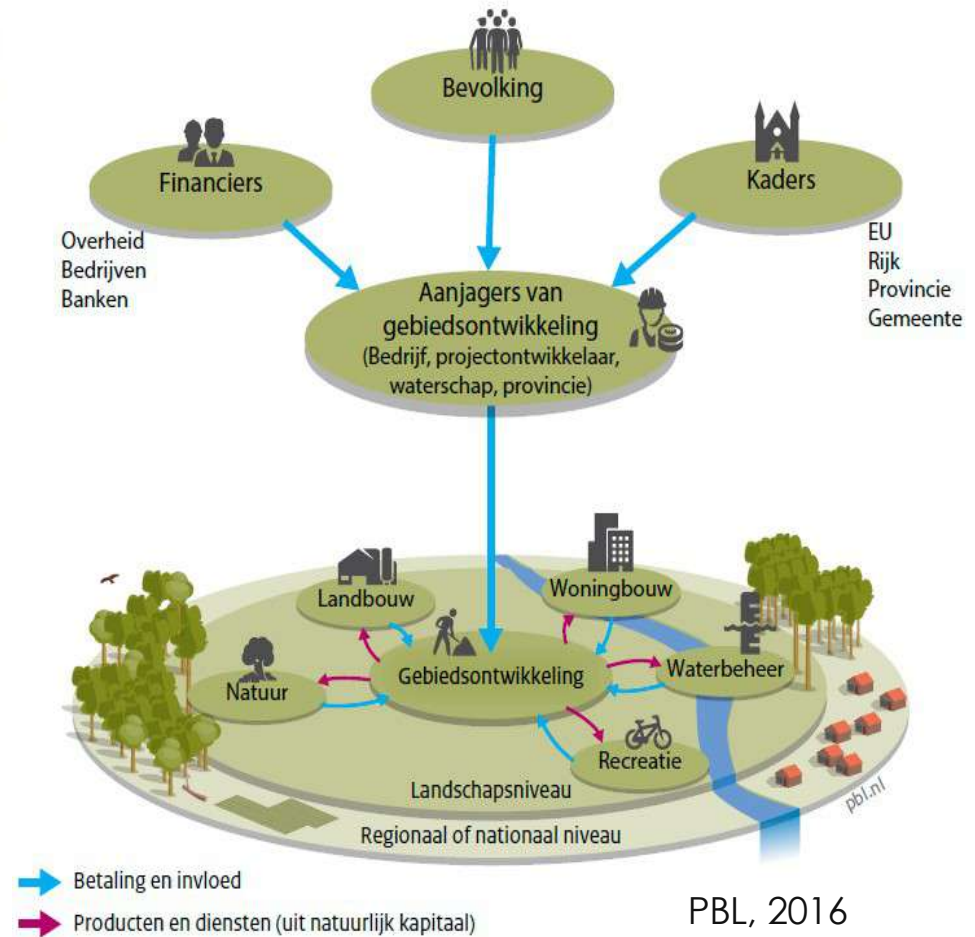 Bevolking
Financiers
Kaders
Overheid
Bedrijven
Banken
EU
Rijk
Provincie
Gemeente
Aanjagers van
gebiedsontwikkeling
(Bedrijf, projectontwikkelaar,
waterschap, provincie)
Landbouw
Woningbouw
Natuur
Gebiedsontwikkeling
Waterbeheer
Recreatie
Landschapsniveau
Regionaal of nationaal niveau
pbl.nl
Betaling en invloed
Producten en diensten (uit natuurlijk kapitaal)
PBL, 2016